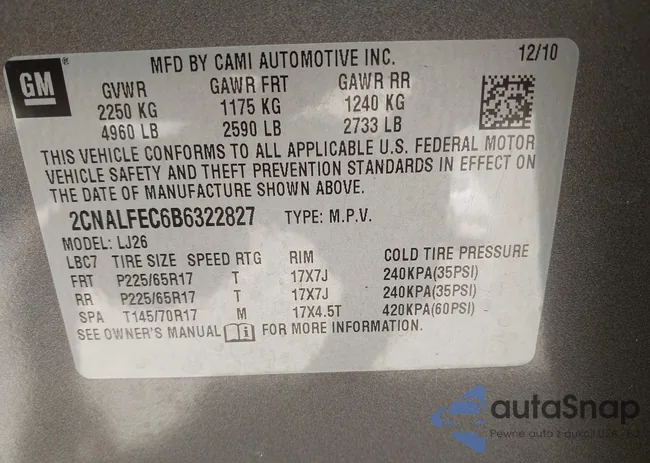 GM ®
MFD BY CAMI AUTOMOTIVE INC. 12/10
GVWR GAWR FRT GAWR RR
2250 KG 1175 KG 1240 KG
4960 LB 2590 LB 2733 LB
THIS VEHICLE CONFORMS TO ALL APPLICABLE U.S. FEDERAL MOTOR
VEHICLE SAFETY AND THEFT PREVENTION STANDARDS IN EFFECT ON
THE DATE OF MANUFACTURE SHOWN ABOVE.
2CNALFEC6B6322827 TYPE: M.P.V.
MODEL: LJ26
LBC7 TIRE SIZE SPEED RTG RIM COLD TIRE PRESSURE
FRT P225/65R17 T 17X7J 240KPA(35PSI)
RR P225/65R17 T 17X7J 240KPA(35PSI)
SPA T145/70R17 M 17X4.5T 420KPA(60PSI)
SEE OWNER'S MANUAL FOR MORE INFORMATION.
autaSnap
Pewne auta z aukcji